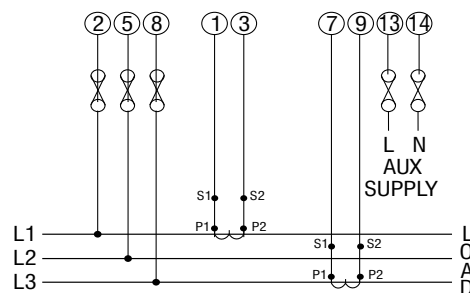 2 5 8 1 3 7 9 13 14
L N
AUX
SUPPLY
S1 S2
P1 P2
L1
L2
L3
S1 S2
P1 P2
L
O
A
D